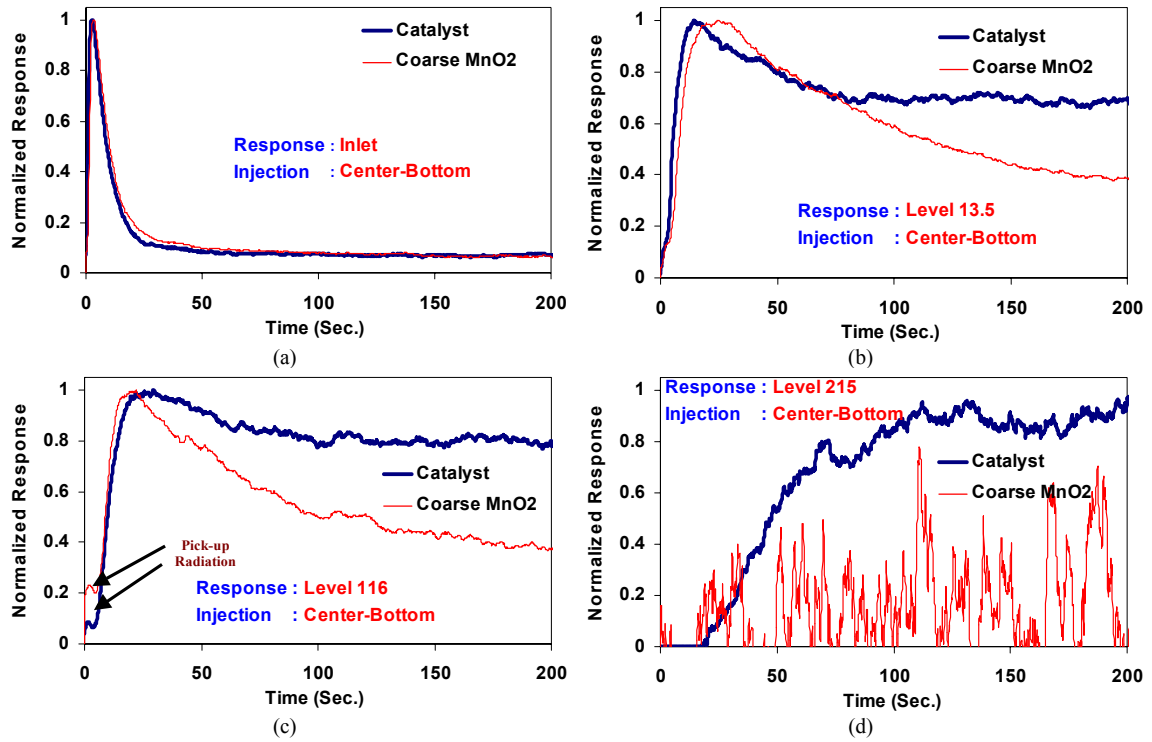 Normalized Response
1
0.8
0.6
0.4
0.2
0
Catalyst
Coarse MnO2
Response : Inlet
Injection : Center-Bottom
0 50 100 150 200
Time (Sec.)
(a)
Normalized Response
1
0.8
0.6
0.4
0.2
0
Catalyst
Coarse MnO2
Response : Level 13.5
Injection : Center-Bottom
0 50 100 150 200
Time (Sec.)
(b)
Normalized Response
1
0.8
0.6
0.4
0.2
0
Catalyst
Coarse MnO2
Pick-up
Radiation
Response : Level 116
Injection : Center-Bottom
0 50 100 150 200
Time (Sec.)
(c)
Response : Level 215
Injection : Center-Bottom
Normalized Response
1
0.8
0.6
0.4
0.2
0
Catalyst
Coarse MnO2
0 50 100 150 200
Time (Sec.)
(d)